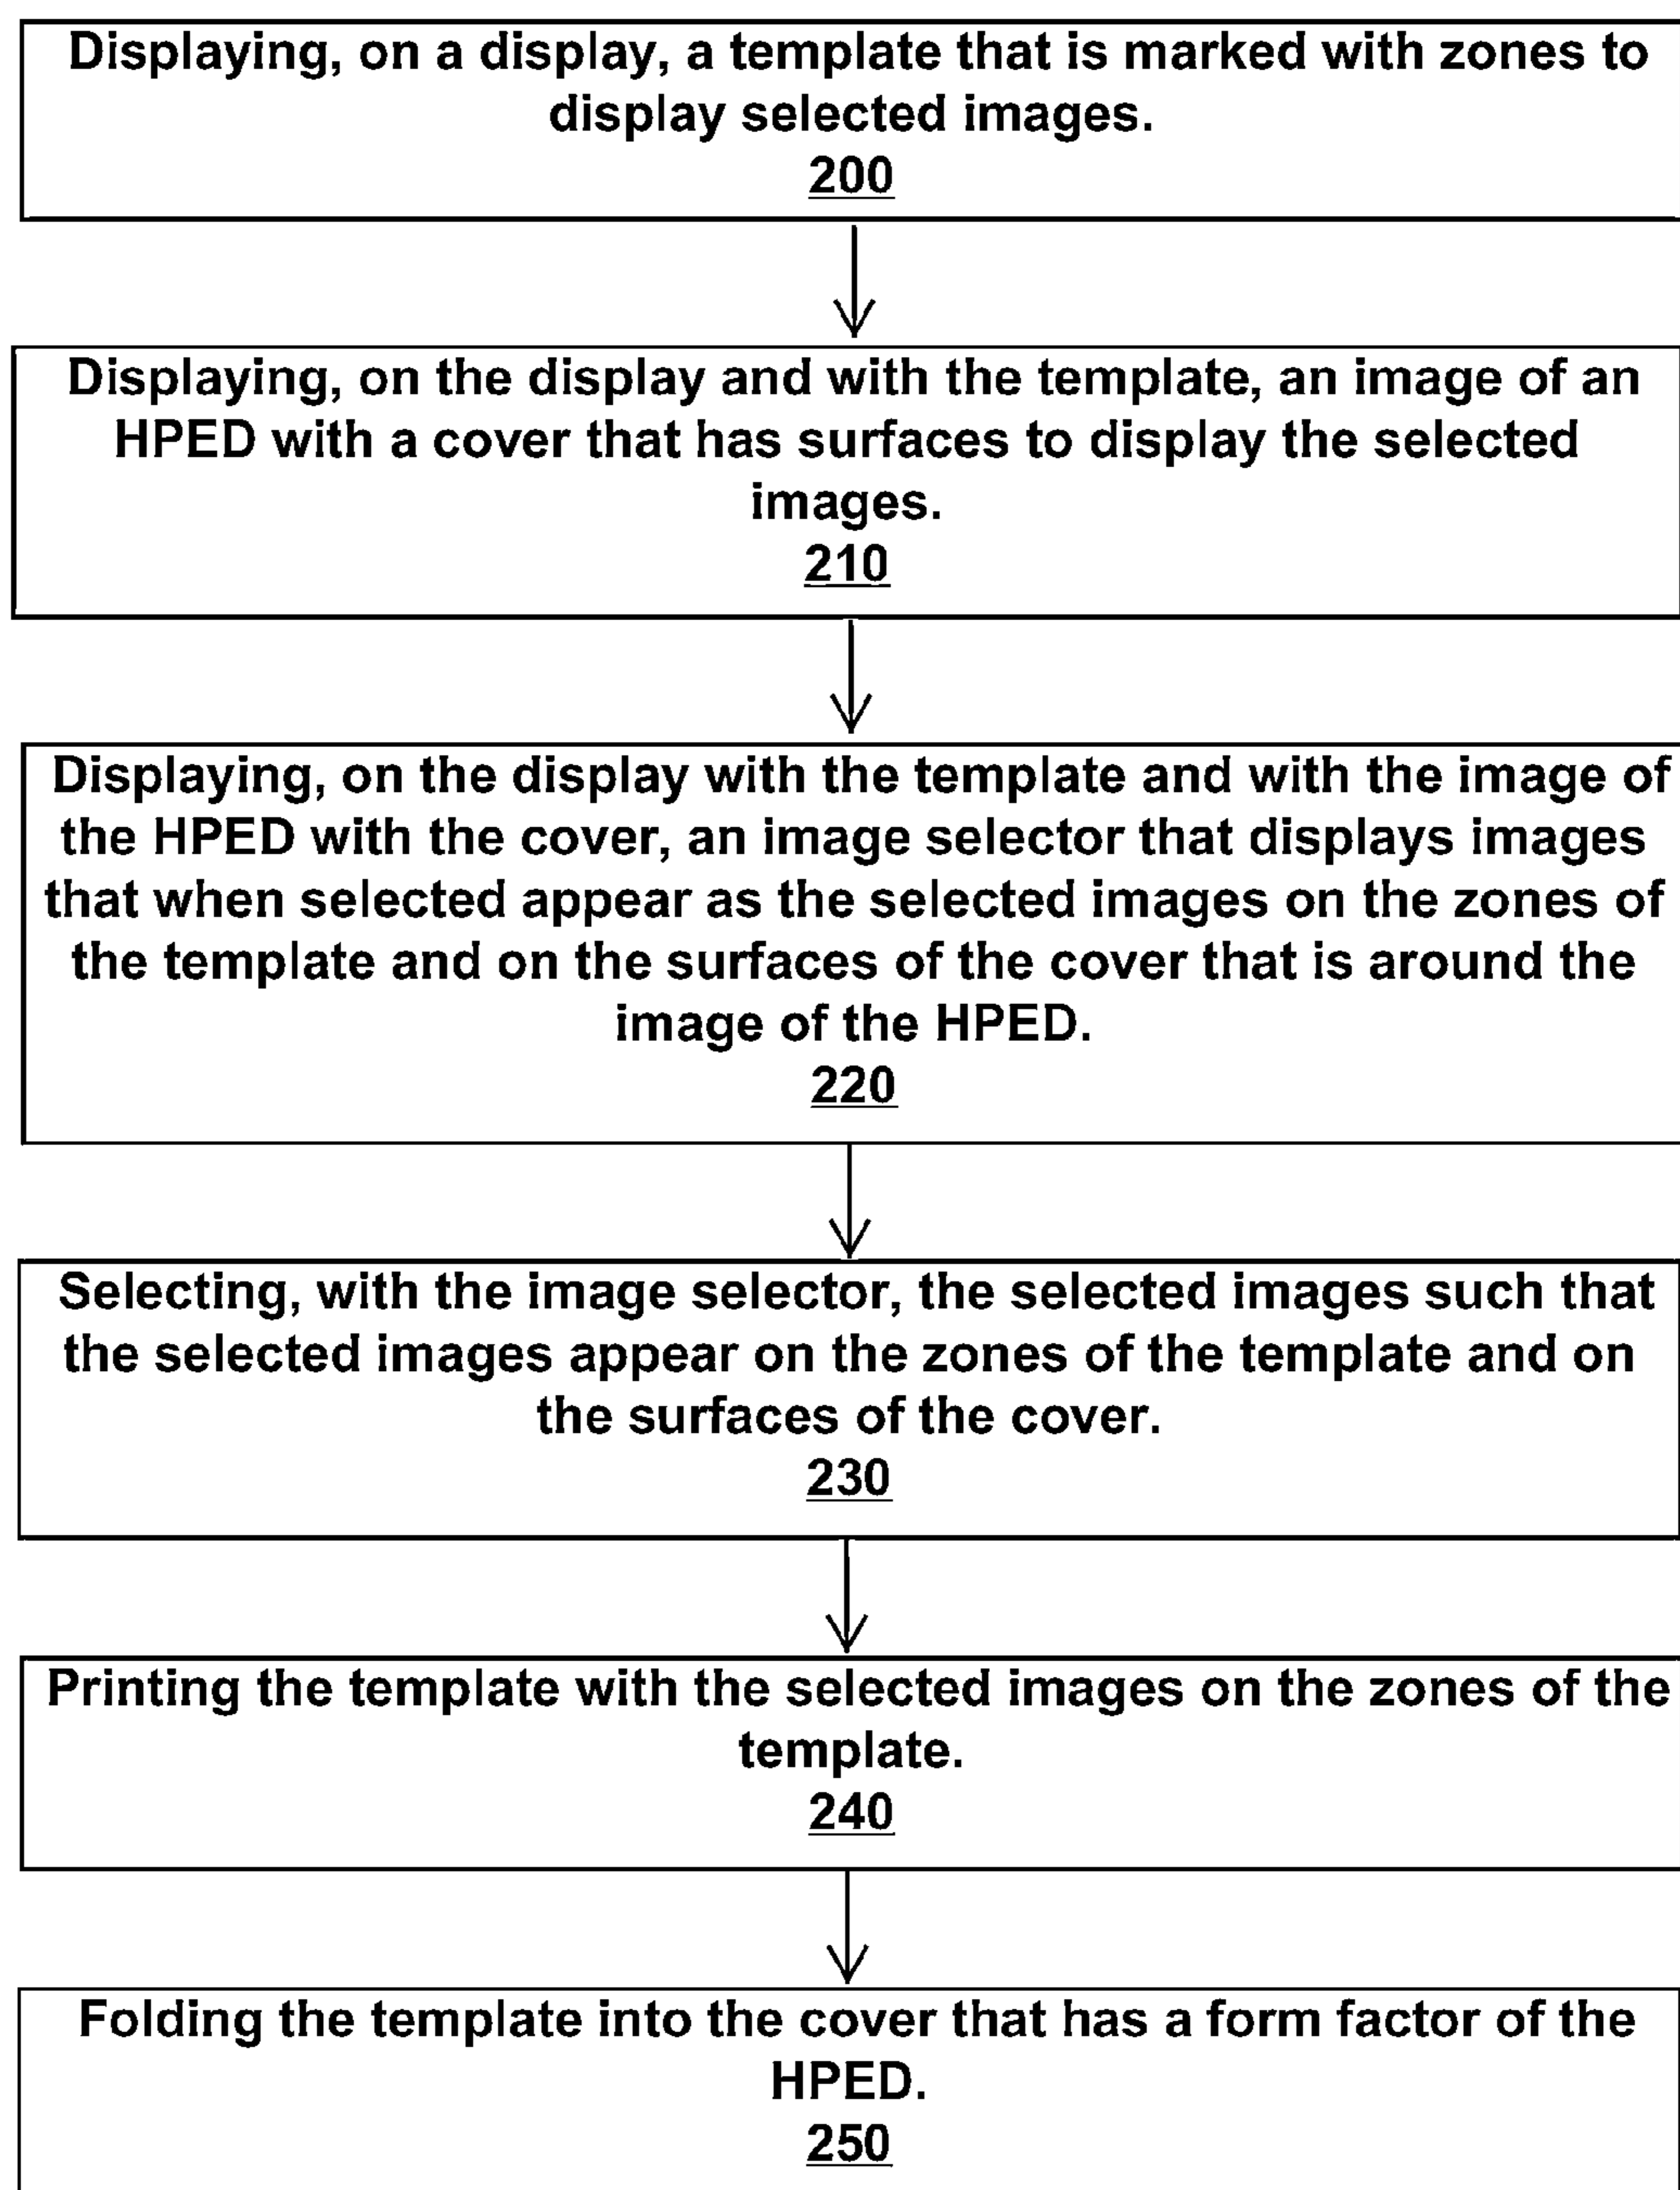 Displaying, on a display, a template that is marked with zones to
display selected images.
200
Displaying, on the display and with the template, an image of an
HPED with a cover that has surfaces to display the selected
images.
210
Displaying, on the display with the template and with the image of
the HPED with the cover, an image selector that displays images
that when selected appear as the selected images on the zones of
the template and on the surfaces of the cover that is around the
image of the HPED.
220
Selecting, with the image selector, the selected images such that
the selected images appear on the zones of the template and on
the surfaces of the cover.
230
Printing the template with the selected images on the zones of the
template.
240
Folding the template into the cover that has a form factor of the
HPED.
250